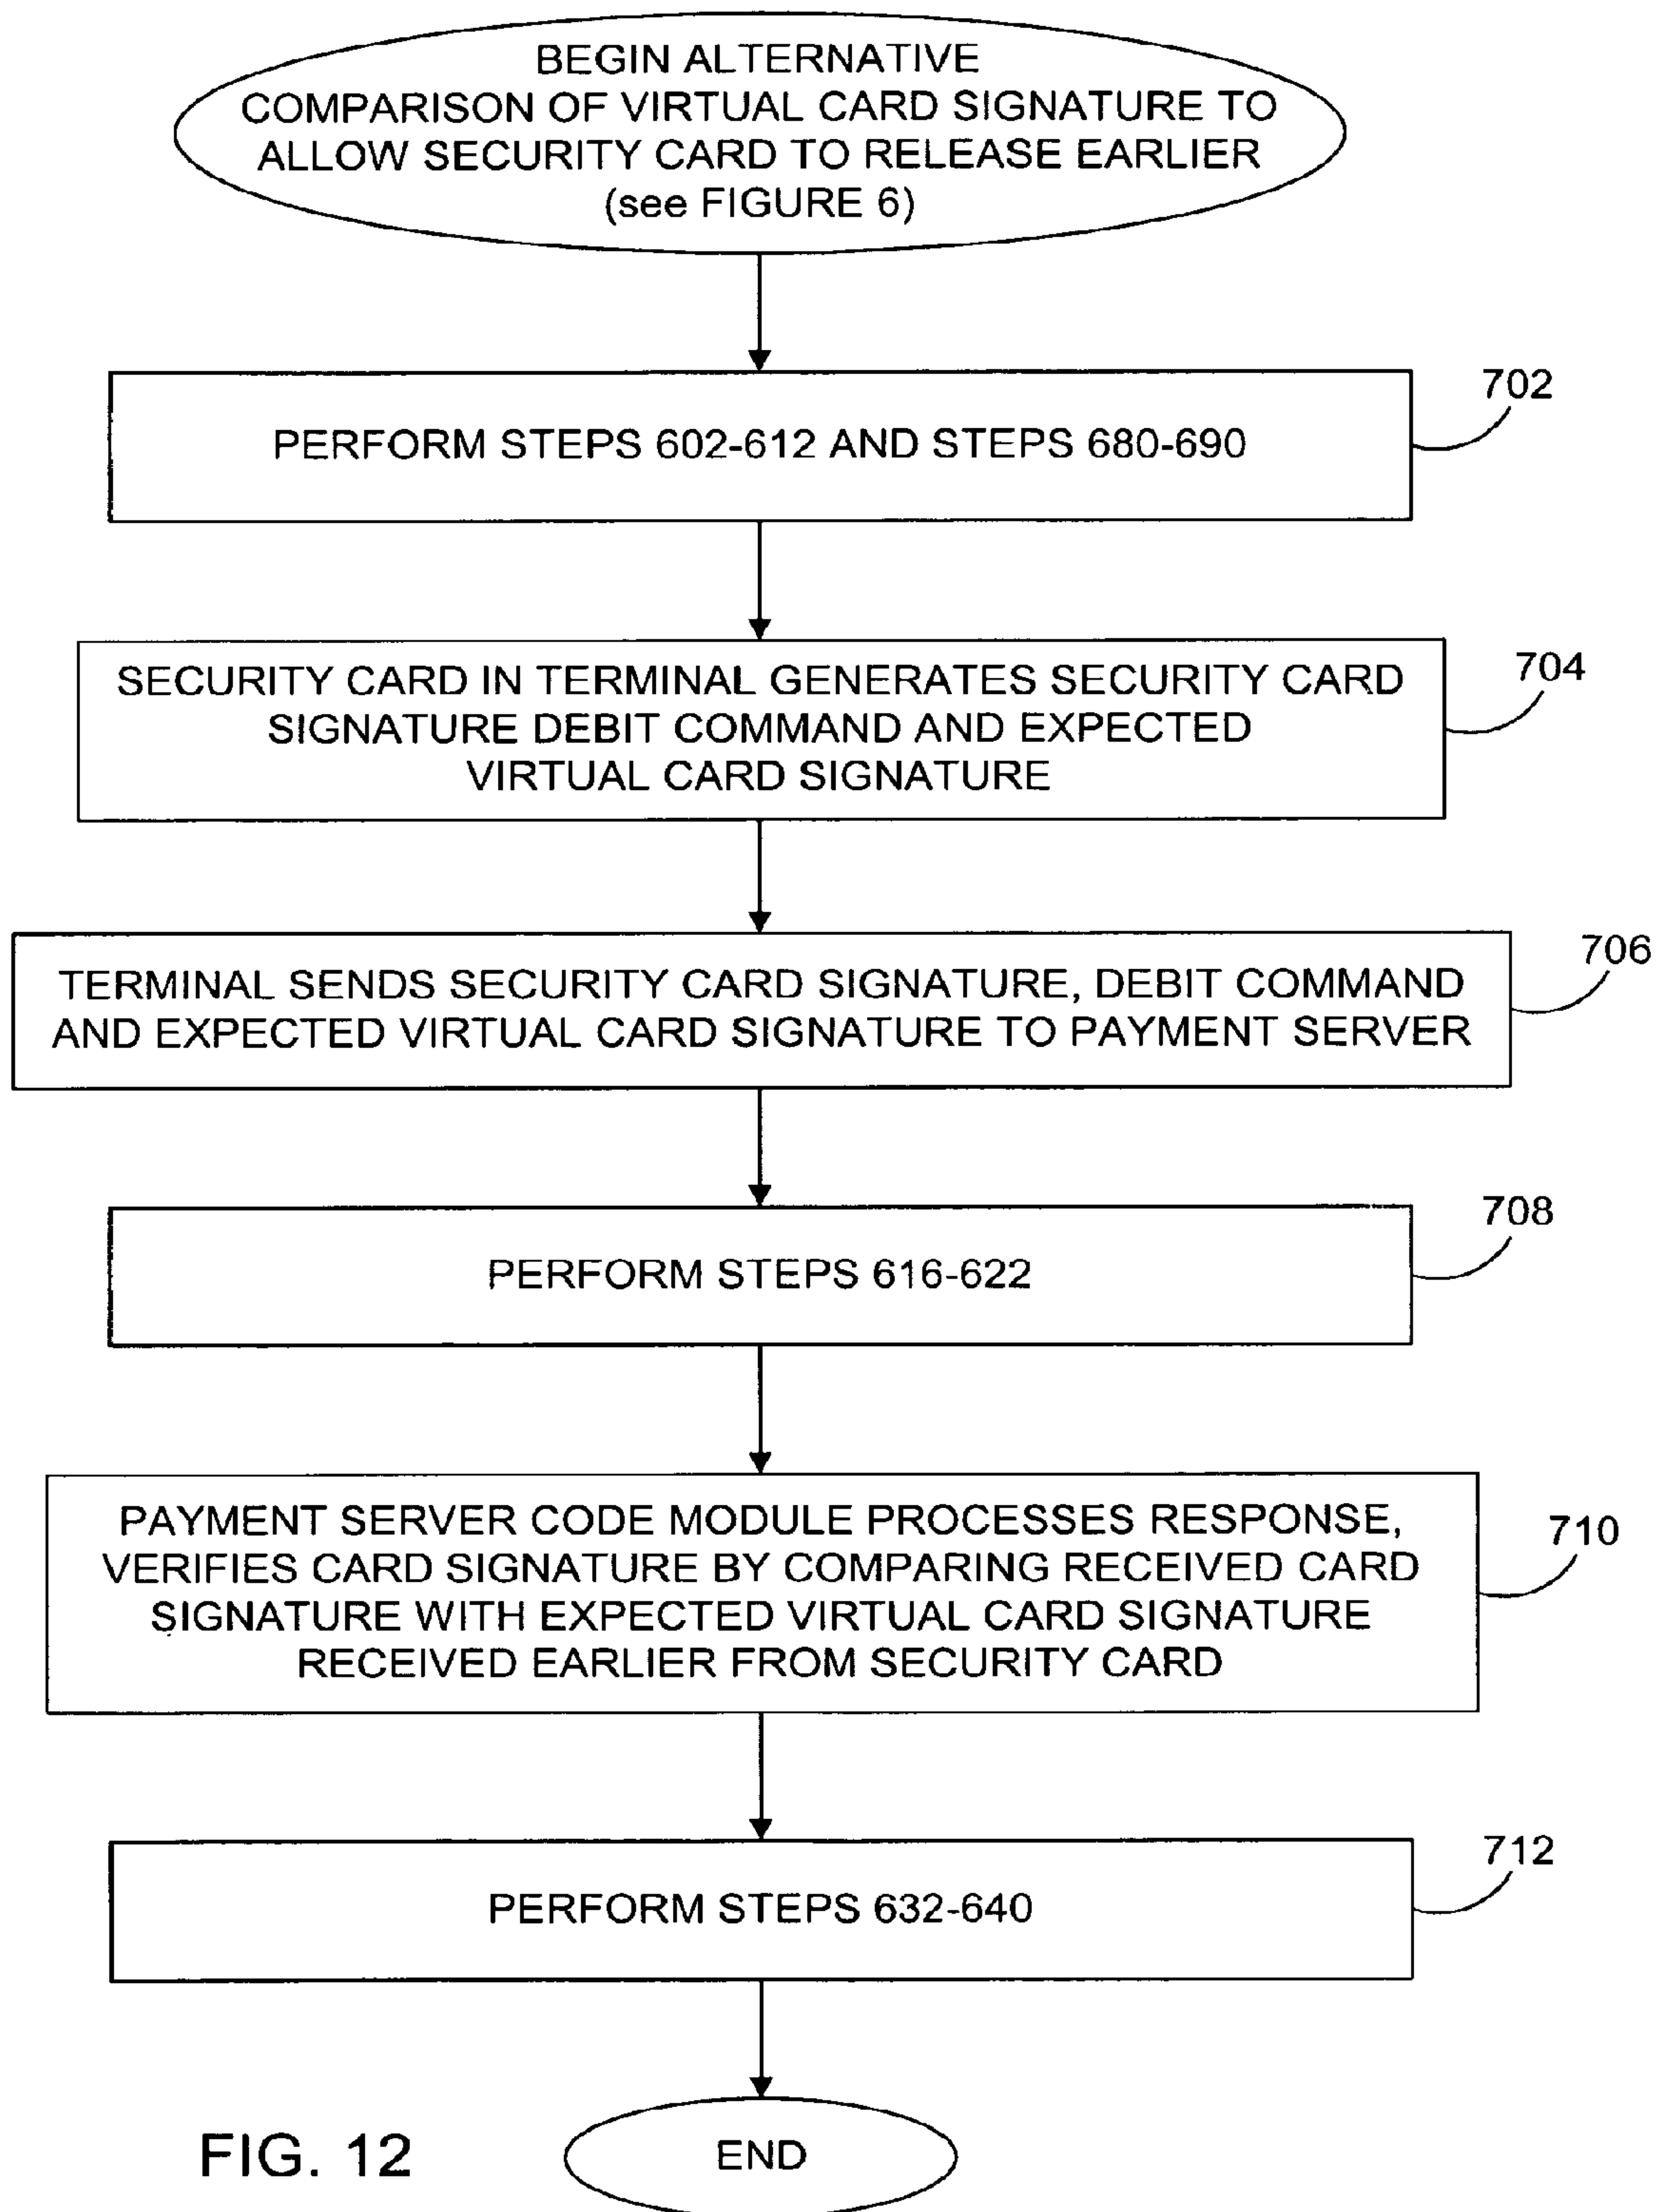 BEGIN ALTERNATIVE
COMPARISON OF VIRTUAL CARD SIGNATURE TO
ALLOW SECURITY CARD TO RELEASE EARLIER
(see FIGURE 6)
702
PERFORM STEPS 602-612 AND STEPS 680-690
704
SECURITY CARD IN TERMINAL GENERATES SECURITY CARD
SIGNATURE DEBIT COMMAND AND EXPECTED
VIRTUAL CARD SIGNATURE
706
TERMINAL SENDS SECURITY CARD SIGNATURE, DEBIT COMMAND
AND EXPECTED VIRTUAL CARD SIGNATURE TO PAYMENT SERVER
708
PERFORM STEPS 616-622
710
PAYMENT SERVER CODE MODULE PROCESSES RESPONSE,
VERIFIES CARD SIGNATURE BY COMPARING RECEIVED CARD
SIGNATURE WITH EXPECTED VIRTUAL CARD SIGNATURE
RECEIVED EARLIER FROM SECURITY CARD
712
PERFORM STEPS 632-640
END
FIG. 12